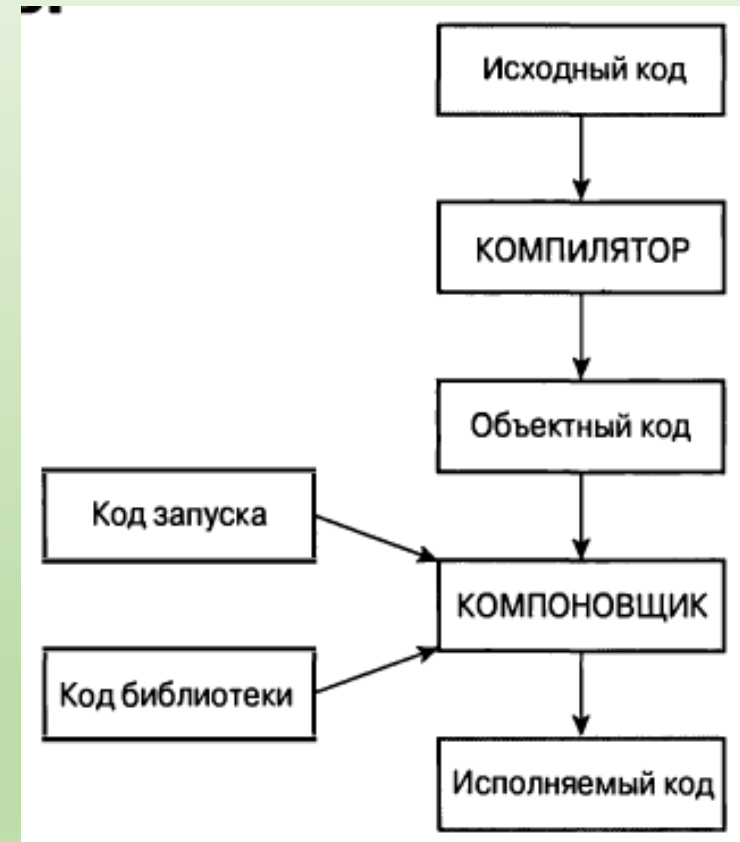 Исходный код
КОМПИЛЯТОР
Объектный код
Код запуска
КОМПОНОВЩИК
Код библиотеки
Исполняемый код